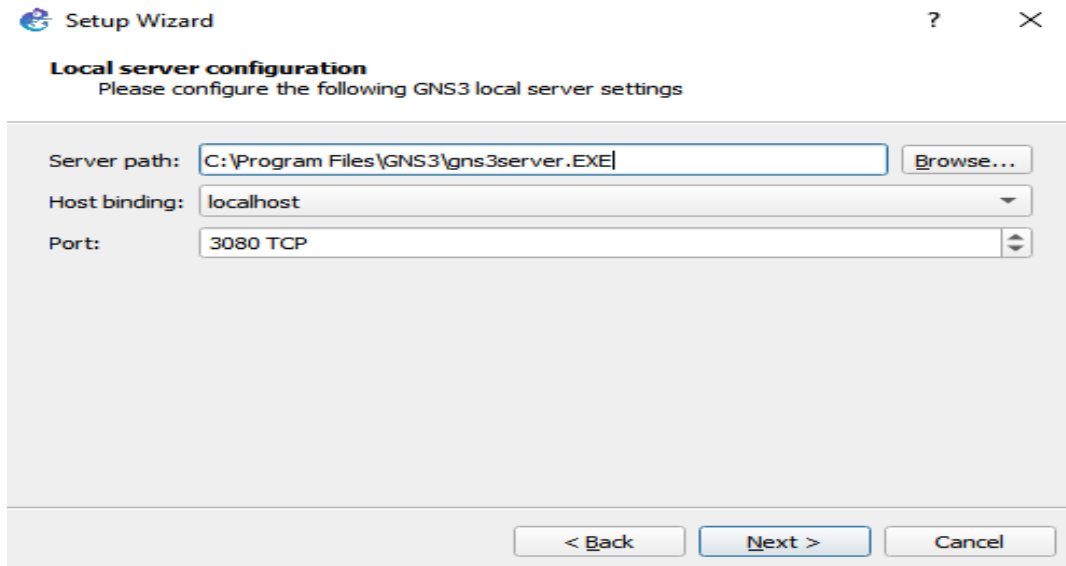 Setup Wizard ?
Local server configuration
Please configure the following GNS3 local server settings
Server path: C:\Program Files\GNS3\gns3server.EXE Browse...
Host binding: localhost
Port: 3080 TCP
< Back Next > Cancel